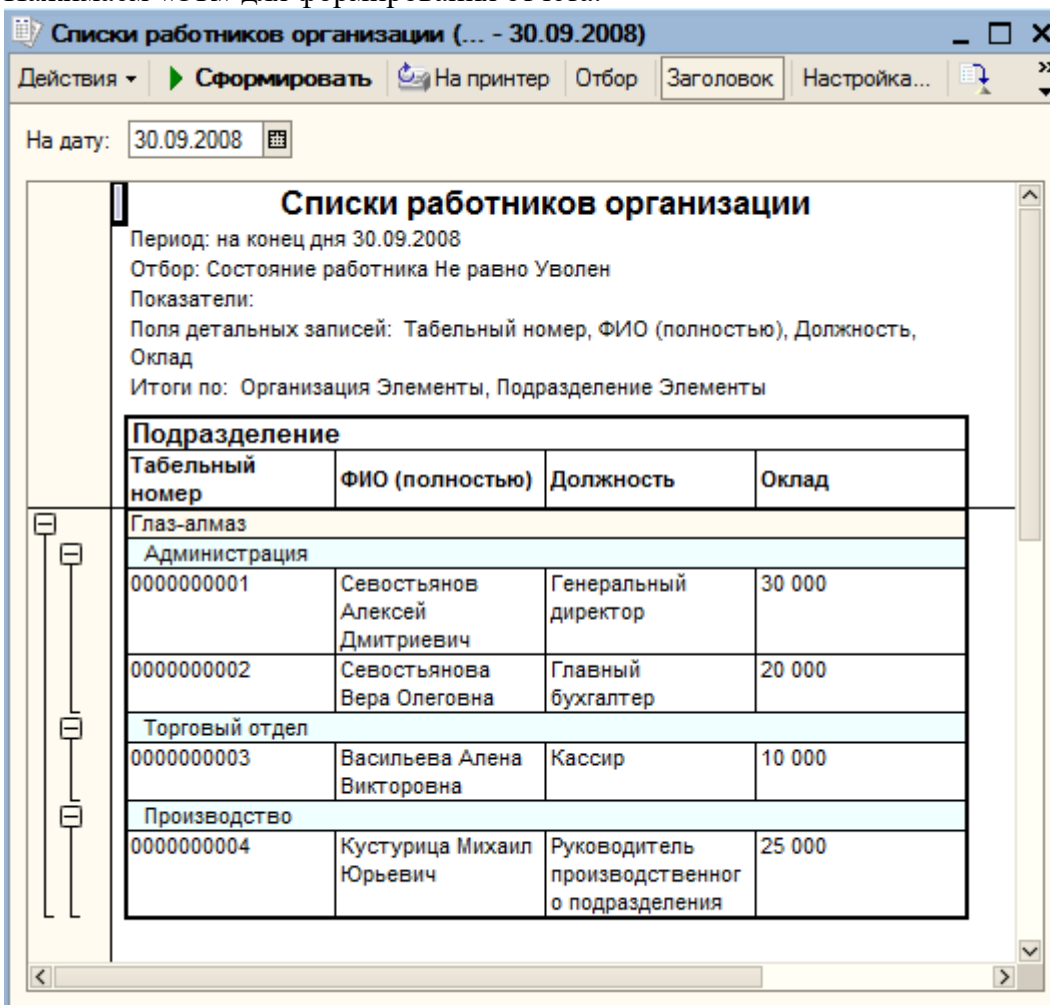 Списки работников организации (... - 30.09.2008)
Действия Сформировать На принтер Отбор Заголовок Настройка...
На дату: 30.09.2008
Списки работников организации
Период: на конец дня 30.09.2008
Отбор: Состояние работника Не равно Уволен
Показатели:
Поля детальных записей: Табельный номер, ФИО (полностью), Должность,
Оклад
Итоги по: Организация Элементы, Подразделение Элементы
Подразделение
Табельный
номер
ФИО (полностью)
Должность
Оклад
Глаз-алмаз
Администрация
0000000001
Севостьянов
Алексей
Дмитриевич
Генеральный
директор
30 000
0000000002
Севостьянова
Вера Олеговна
Главный
бухгалтер
20 000
Торговый отдел
0000000003
Васильева Алена
Викторовна
Кассир
10 000
Производство
0000000004
Кустурица Михаил
Юрьевич
Руководитель
производственног
о подразделения
25 000